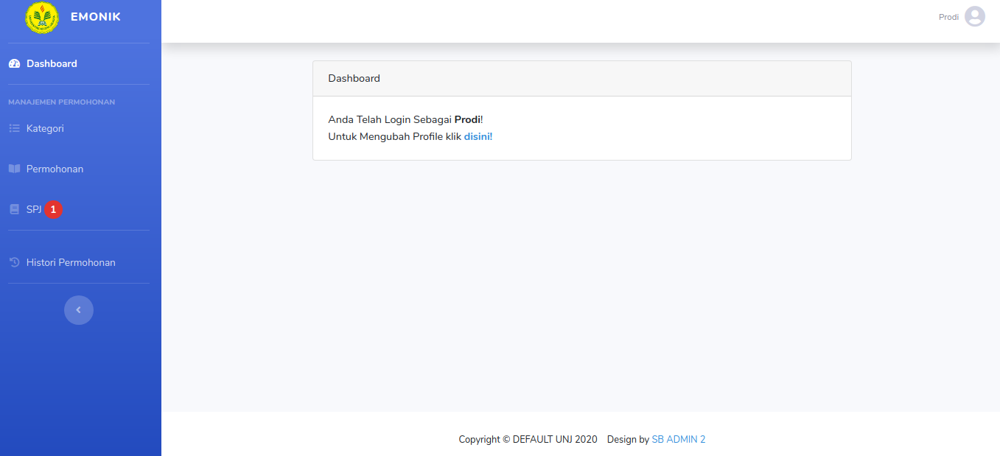 EMONIK
Prodi
Dashboard
MANAJEMEN PERMOHONAN
Kategori
Permohonan
SPJ 1
Histori Permohonan
Dashboard
Anda Telah Login Sebagai Prodi!
Untuk Mengubah Profile klik disini!
Copyright © DEFAULT UNJ 2020 Design by SB ADMIN 2